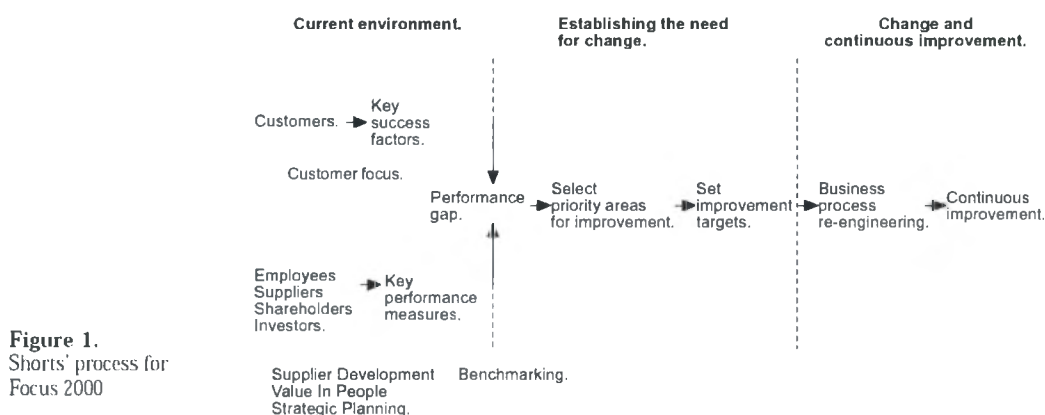 Current environment.
Establishing the need
for change.
Change and
continuous improvement.
Customers.
Key
success
factors.
Customer focus.
Performance
gap.
Select
priority areas
for improvement.
Set
improvement
targets.
Business
process
re-engineering.
Continuous
improvement.
Employees
Suppliers
Shareholders
Investors.
Key
performance
measures.
Supplier Development
Value In People
Strategic Planning.
Benchmarking.
Figure 1.
Shorts' process for
Focus 2000